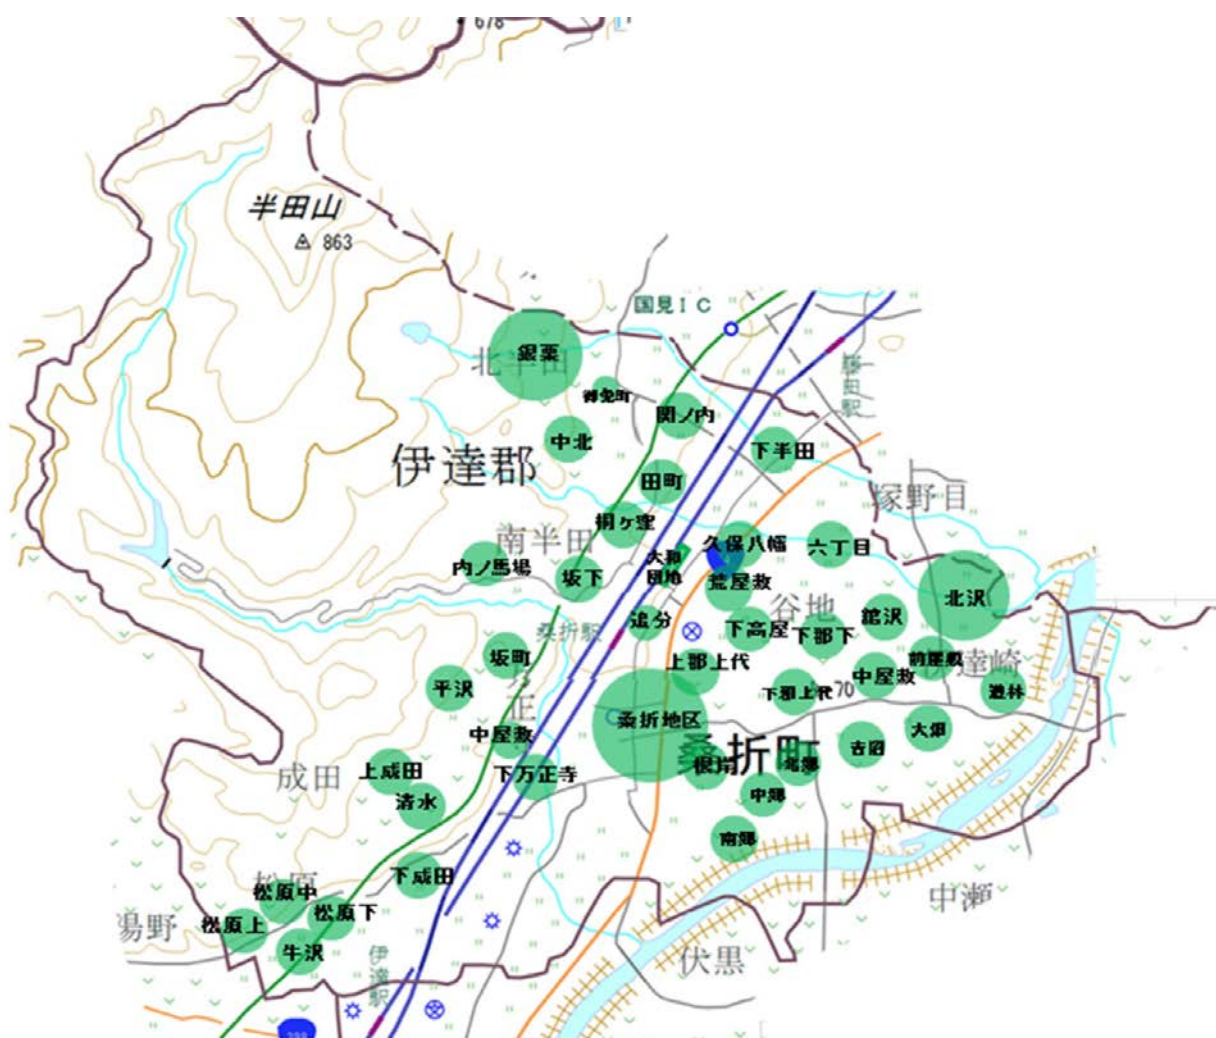 678
半田山
863
国見IC
銀栗
北半田
御免町
関ノ内
藤田駅
中北
下半田
伊達郡
田町
塚野目
桐ヶ窪
南半田
久保八幡
六丁目
大和
団地
内ノ馬場
坂下
荒屋敷
北沢
谷地
舘沢
追分
桑折駅
下高屋
下郡下
坂町
上郡上代
前屋敷
伊達崎
中屋敷
平沢
下郡上代
70
道林
万正
桑折地区
大畑
中屋敷
吉沼
桑折町
根岸
北郷
上成田
成田
下万正寺
清水
中郷
南郷
下成田
松原
松原中
中瀬
松原下
松原上
湯野
牛沢
伊達駅
伏黒